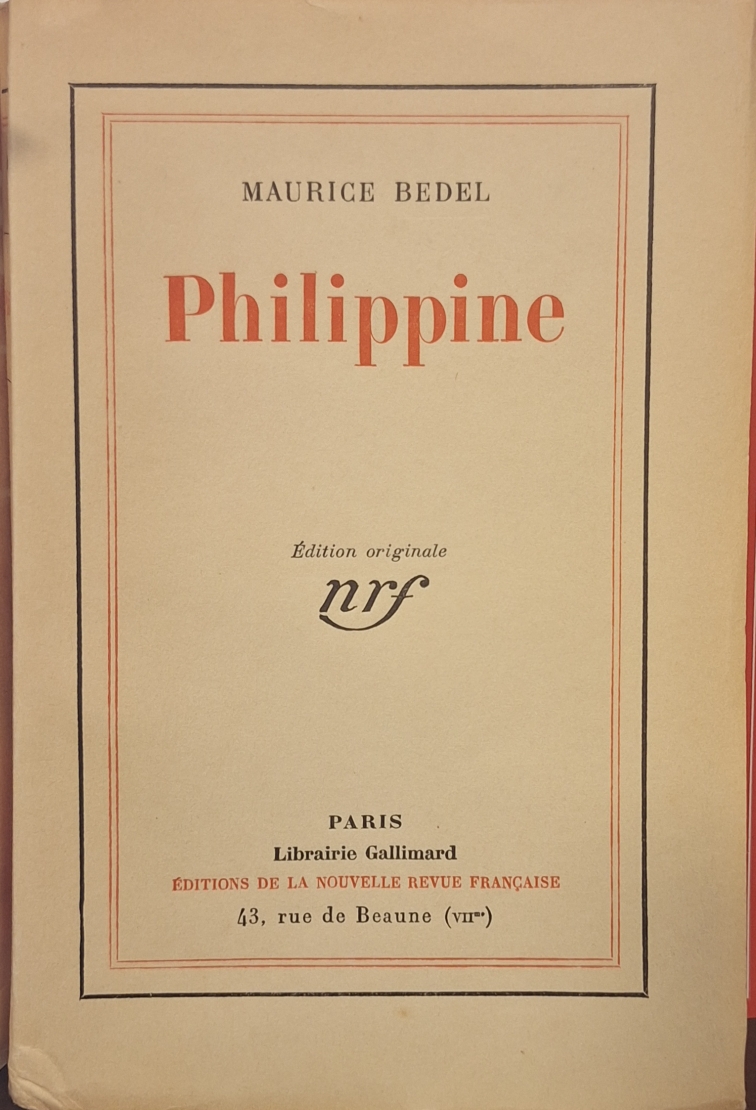 MAURICE BEDEL
Philippine
Édition originale
nrf
PARIS
Librairie Gallimard
ÉDITIONS DE LA NOUVELLE REVUE FRANÇAISE
43, rue de Beaune (VIIᵐᵉ)